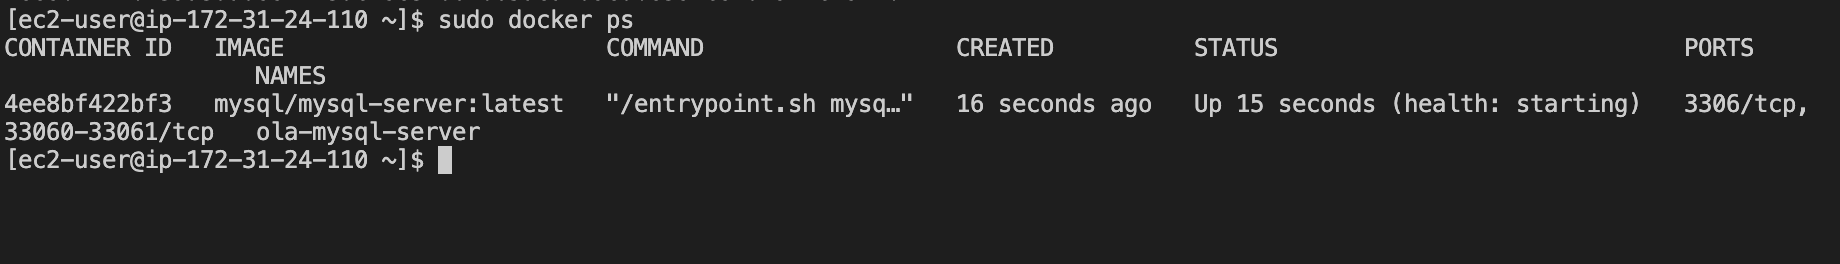 [ec2-user@ip-172-31-24-110 ~]$ sudo docker ps
CONTAINER ID   IMAGE                       COMMAND                  CREATED          STATUS                             PORTS
                  NAMES
4ee8bf422bf3   mysql/mysql-server:latest   "/entrypoint.sh mysq…"   16 seconds ago   Up 15 seconds (health: starting)   3306/tcp,
33060-33061/tcp   ola-mysql-server
[ec2-user@ip-172-31-24-110 ~]$